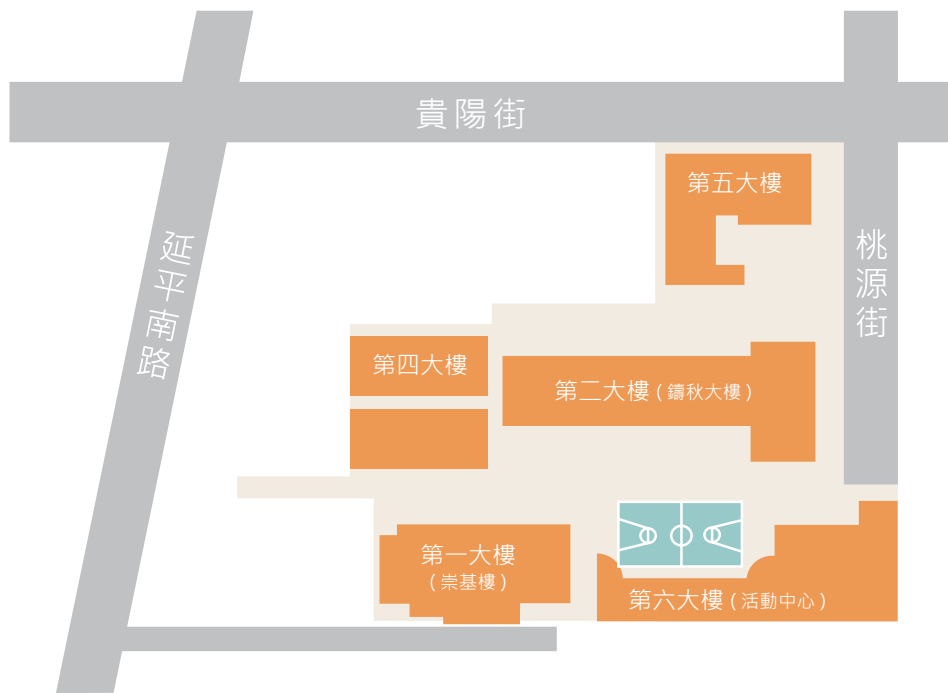 貴陽街
第五大樓
延平南路
桃源街
第四大樓
第二大樓(鑄秋大樓)
第一大樓
(崇基樓)
第六大樓(活動中心)